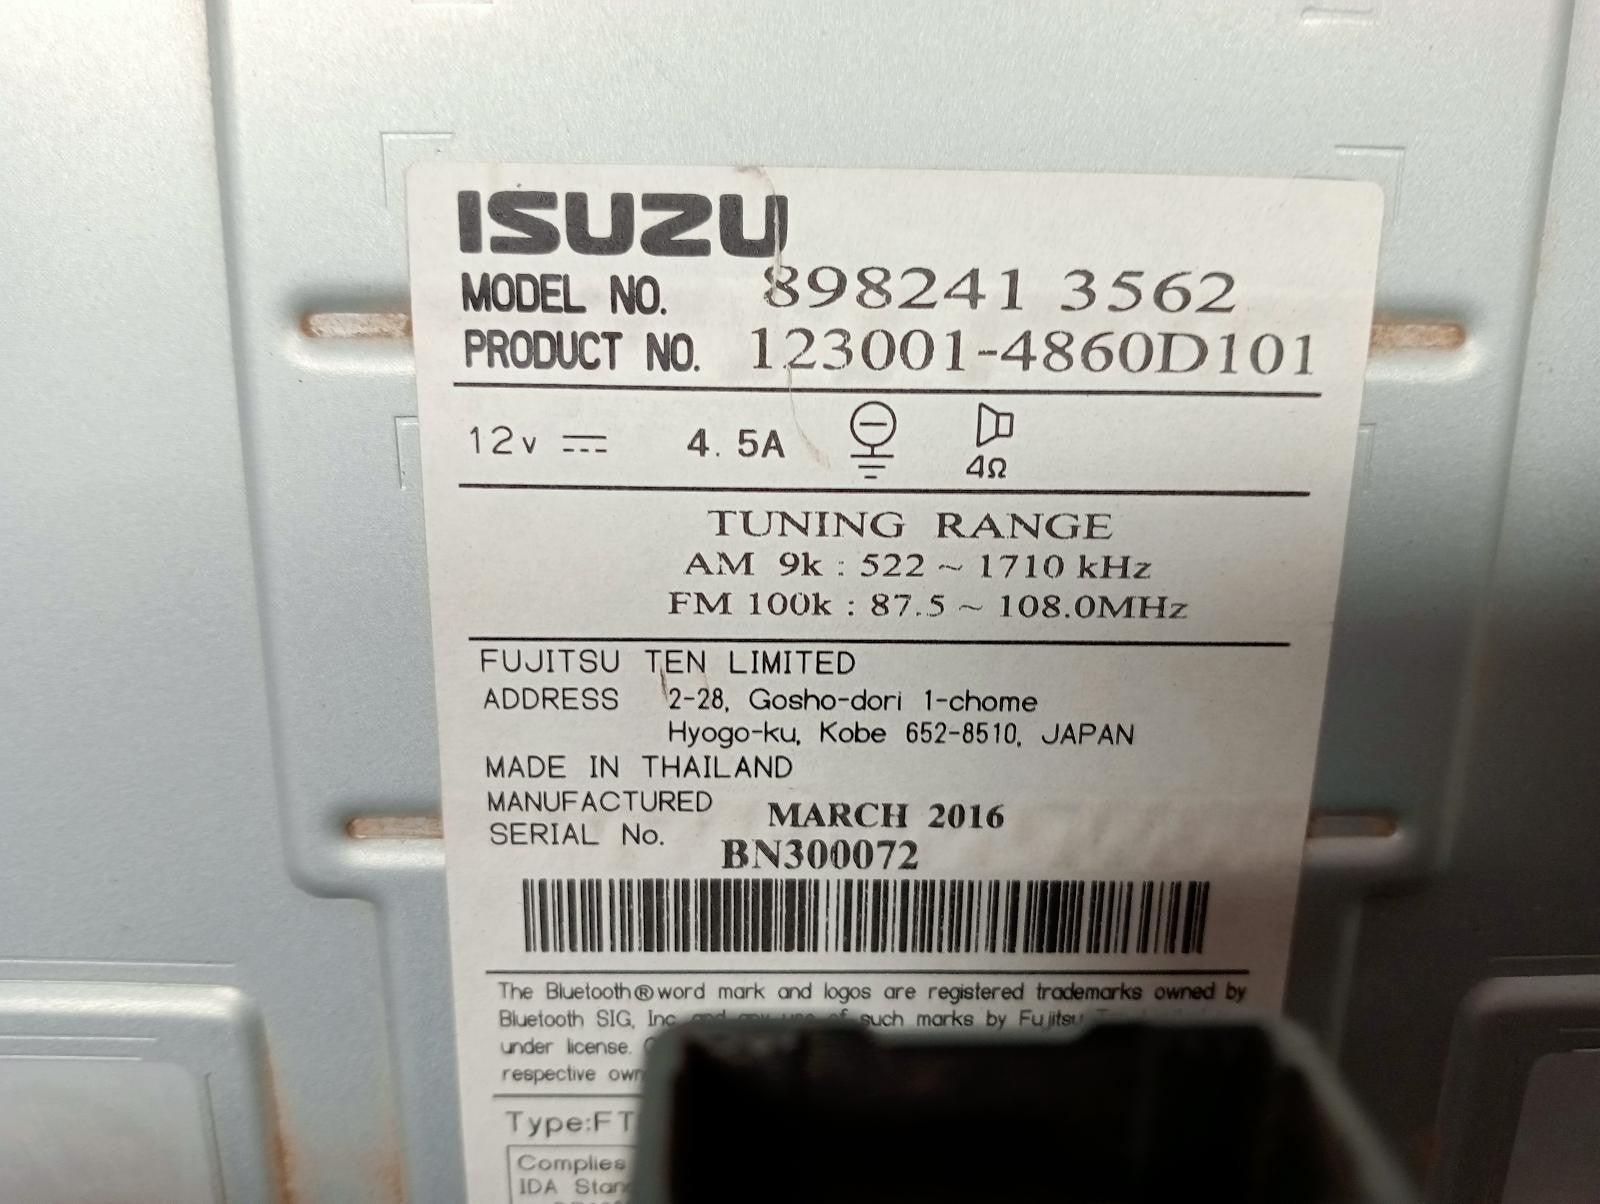 ISUZU
MODEL NO. 898241 3562
PRODUCT NO. 123001-4860D101
12v 4.5A 4Ω
TUNING RANGE
AM 9k : 522 ~ 1710 kHz
FM 100k : 87.5 ~ 108.0MHz
FUJITSU TEN LIMITED
ADDRESS 2-28, Gosho-dori 1-chome
Hyogo-ku, Kobe 652-8510, JAPAN
MADE IN THAILAND
MANUFACTURED MARCH 2016
SERIAL No. BN300072
The Bluetooth® word mark and logos are registered trademarks owned by
Bluetooth SIG, Inc. and any use of such marks by Fujitsu
under license.
respective
Type:FT
Complies
IDA